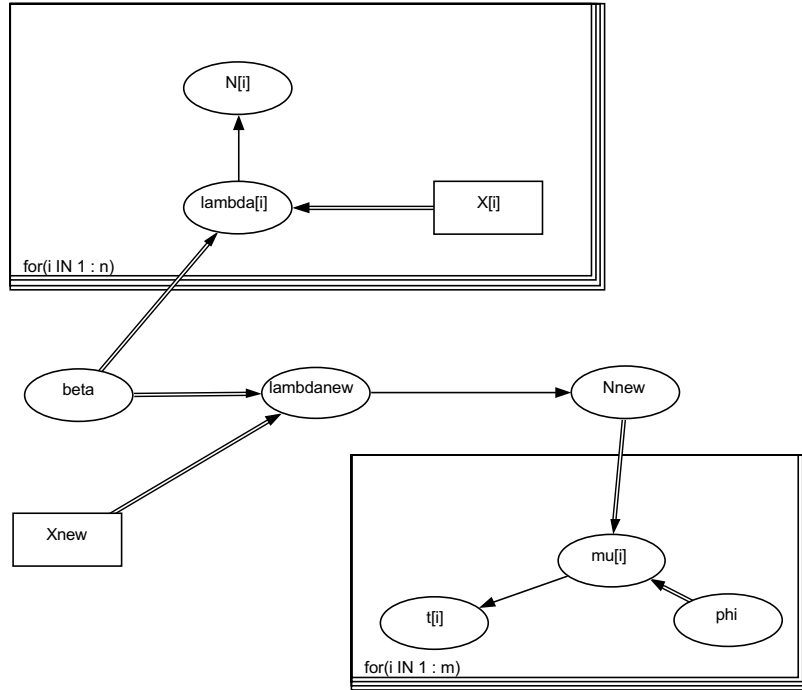 N[i]
lambda[i]
X[i]
for(i IN 1 : n)
beta
lambdanew
Nnew
Xnew
mu[i]
t[i]
phi
for(i IN 1 : m)